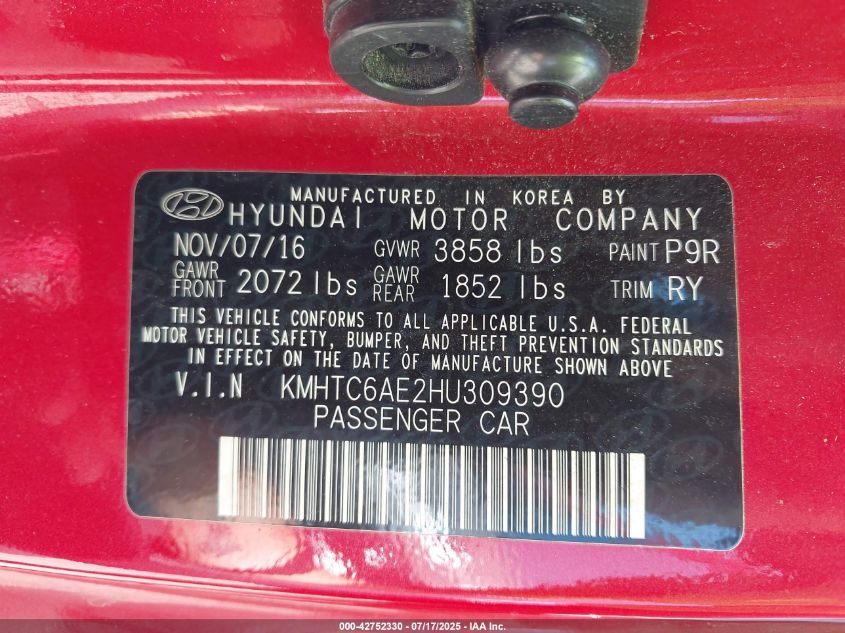 MANUFACTURED IN KOREA BY
HYUNDAI MOTOR COMPANY
NOV/07/16 GVWR 3858 lbs PAINT P9R
GAWR FRONT 2072 lbs GAWR REAR 1852 lbs TRIM RY
THIS VEHICLE CONFORMS TO ALL APPLICABLE U.S.A. FEDERAL
MOTOR VEHICLE SAFETY, BUMPER, AND THEFT PREVENTION STANDARDS
IN EFFECT ON THE DATE OF MANUFACTURE SHOWN ABOVE
V.I.N KMHTC6AE2HU309390
PASSENGER CAR
000-42752330 - 07/17/2025 - IAA Inc.